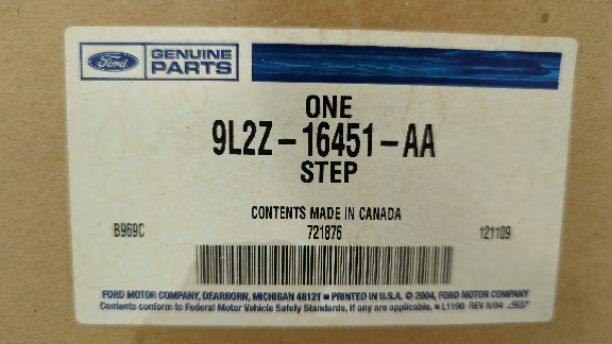 Ford GENUINE PARTS
ONE
9L2Z-16451-AA
STEP
CONTENTS MADE IN CANADA
B969C 721876 121109
FORD MOTOR COMPANY, DEARBORN, MICHIGAN 48121 ■ PRINTED IN U.S.A. © 2004, FORD MOTOR COMPANY
Contents conform to Federal Motor Vehicle Safety Standards, if any are applicable. ■ L1190 REV 8/04